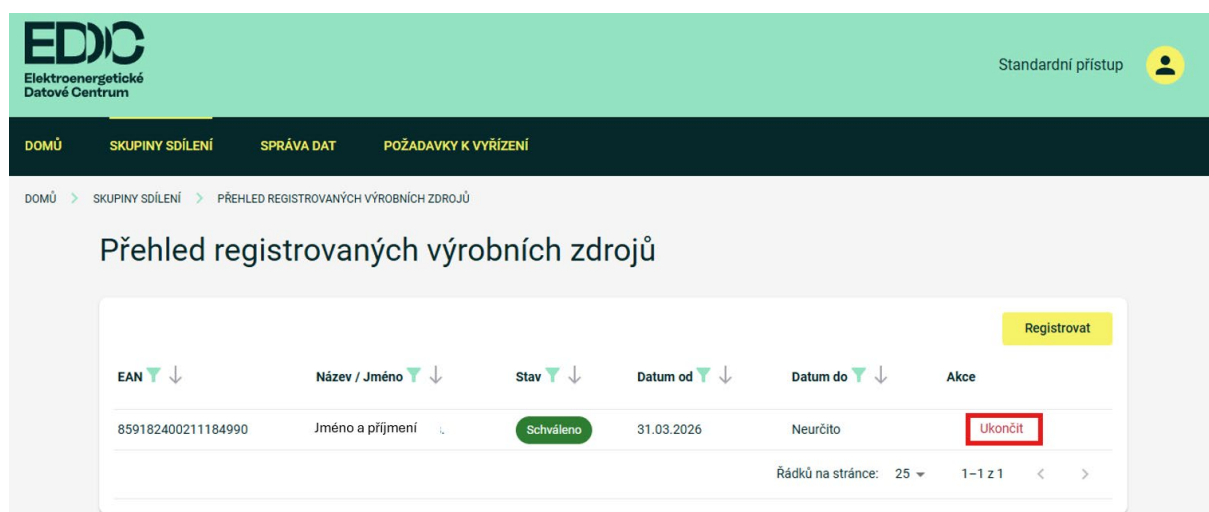 EDC
Elektroenergetické
Datové Centrum
Standardní přístup
DOMŮ SKUPINY SDÍLENÍ SPRÁVA DAT POŽADAVKY K VYŘÍZENÍ
DOMŮ > SKUPINY SDÍLENÍ > PŘEHLED REGISTROVANÝCH VÝROBNÍCH ZDROJŮ
Přehled registrovaných výrobních zdrojů
Registrovat
EAN Název / Jméno Stav Datum od Datum do Akce
859182400211184990 Jméno a příjmení Schváleno 31.03.2026 Neurčito Ukončit
Řádků na stránce: 25 1–1 z 1 < >